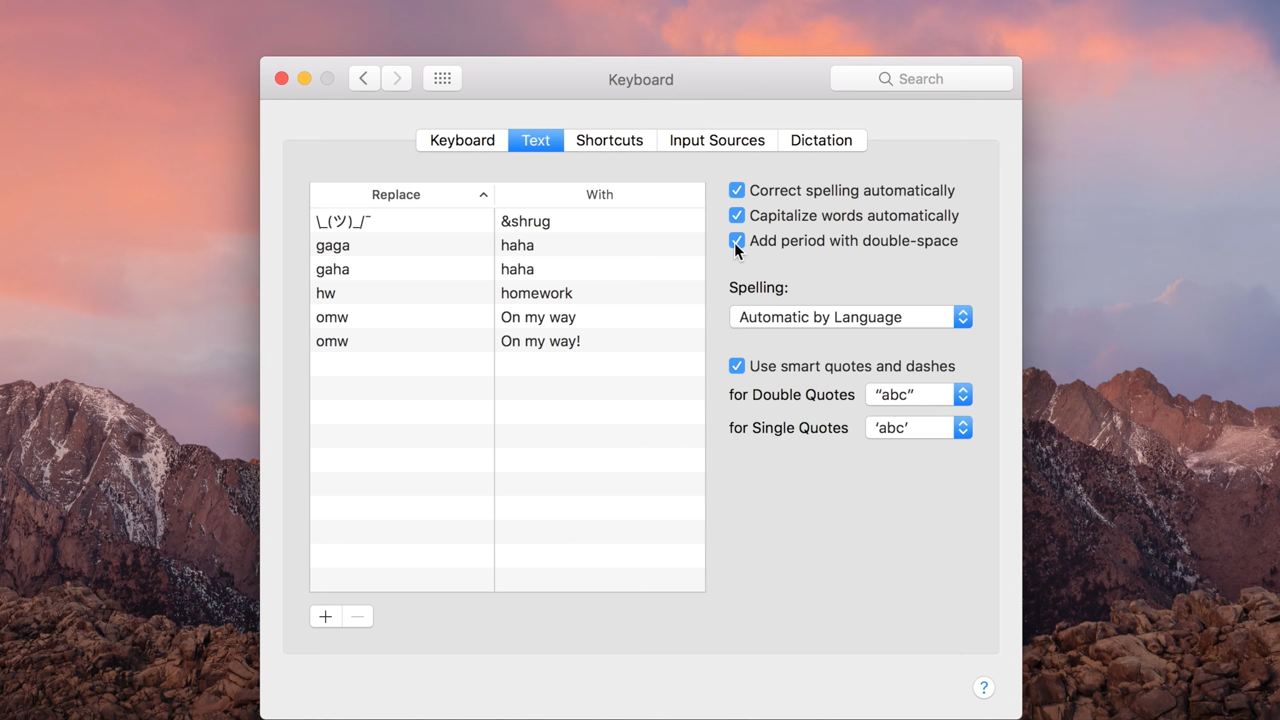 Keyboard
Search
Keyboard Text Shortcuts Input Sources Dictation
Replace With
\_(ツ)_/¯ &shrug
gaga haha
gaha haha
hw homework
omw On my way
omw On my way!
Correct spelling automatically
Capitalize words automatically
Add period with double-space
Spelling:
Automatic by Language
Use smart quotes and dashes
for Double Quotes “abc”
for Single Quotes ‘abc’
+ −
?